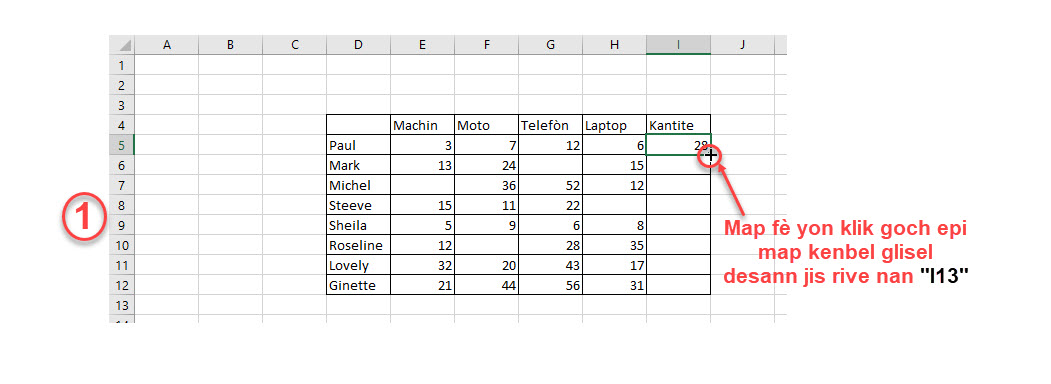 A B C D E F G H I J
1
2
3
4 Machin Moto Telefòn Laptop Kantite
5 Paul 3 7 12 6 28
6 Mark 13 24 15
7 Michel 36 52 12
8 Steeve 15 11 22
9 Sheila 5 9 6 8
10 Roseline 12 28 35
11 Lovely 32 20 43 17
12 Ginette 21 44 56 31
13
1
Map fè yon klik goch epi
map kenbel glisel
desann jis rive nan "I13"